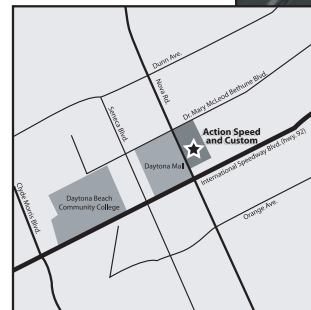 Dunn Ave.
Nova Rd.
Seneca Blvd.
Dr. Mary McLeod Bethune Blvd.
Action Speed
and Custom
Daytona Mall
International Speedway Blvd. (hwy. 92)
Clyde Morris Blvd.
Daytona Beach
Community College
Orange Ave.